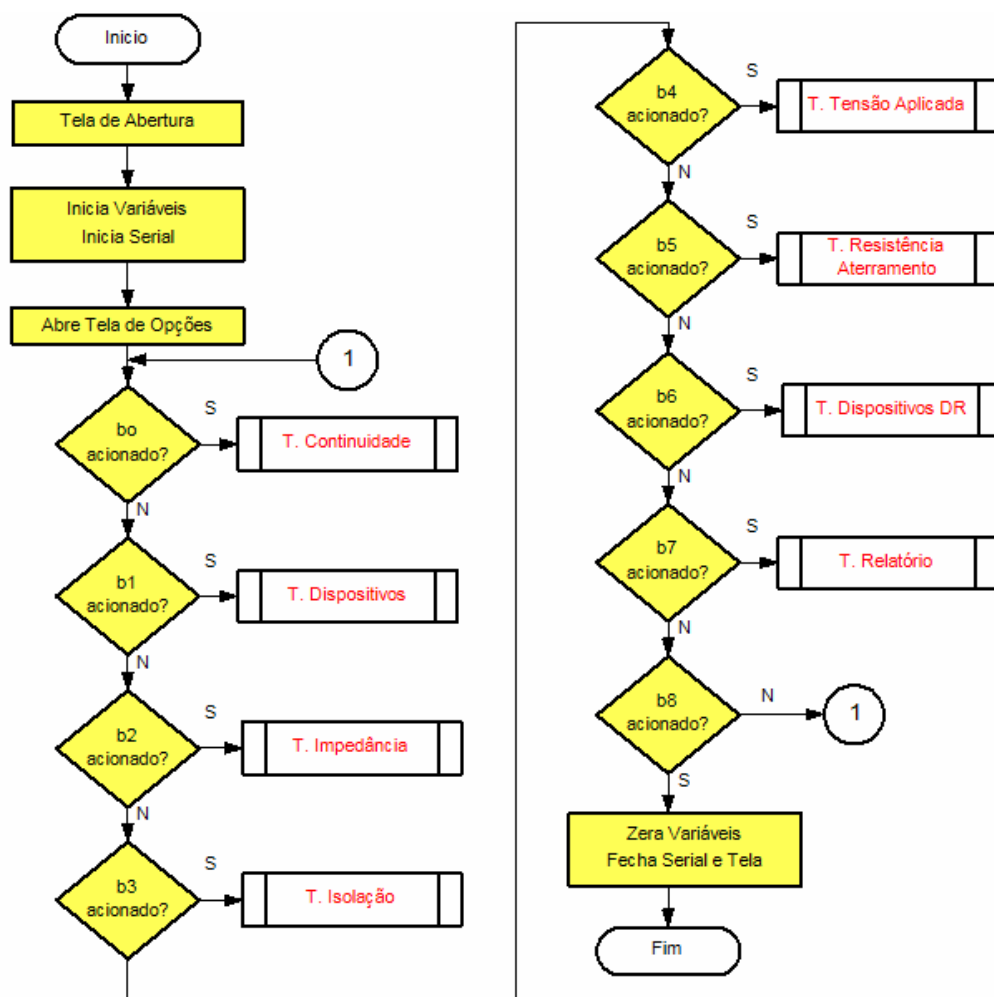 Inicio
Tela de Abertura
Inicia Variáveis
Inicia Serial
Abre Tela de Opções
1
bo
acionado?
S
T. Continuidade
N
b1
acionado?
S
T. Dispositivos
N
b2
acionado?
S
T. Impedância
N
b3
acionado?
S
T. Isolação
b4
acionado?
S
T. Tensão Aplicada
N
b5
acionado?
S
T. Resistência
Aterramento
N
b6
acionado?
S
T. Dispositivos DR
N
b7
acionado?
S
T. Relatório
N
b8
acionado?
N
1
S
Zera Variáveis
Fecha Serial e Tela
Fim